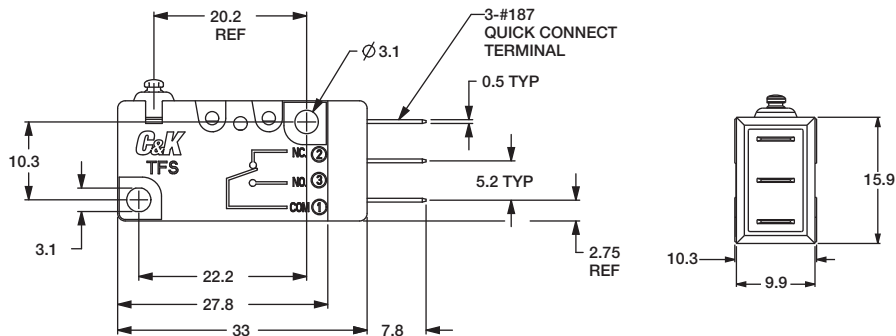 20.2
REF
3-#187
QUICK CONNECT
TERMINAL
Ø3.1
0.5 TYP
C&K
TFS
10.3
NC. 2
NO. 3
COM 1
5.2 TYP
15.9
3.1
2.75
REF
22.2
10.3
9.9
27.8
33
7.8